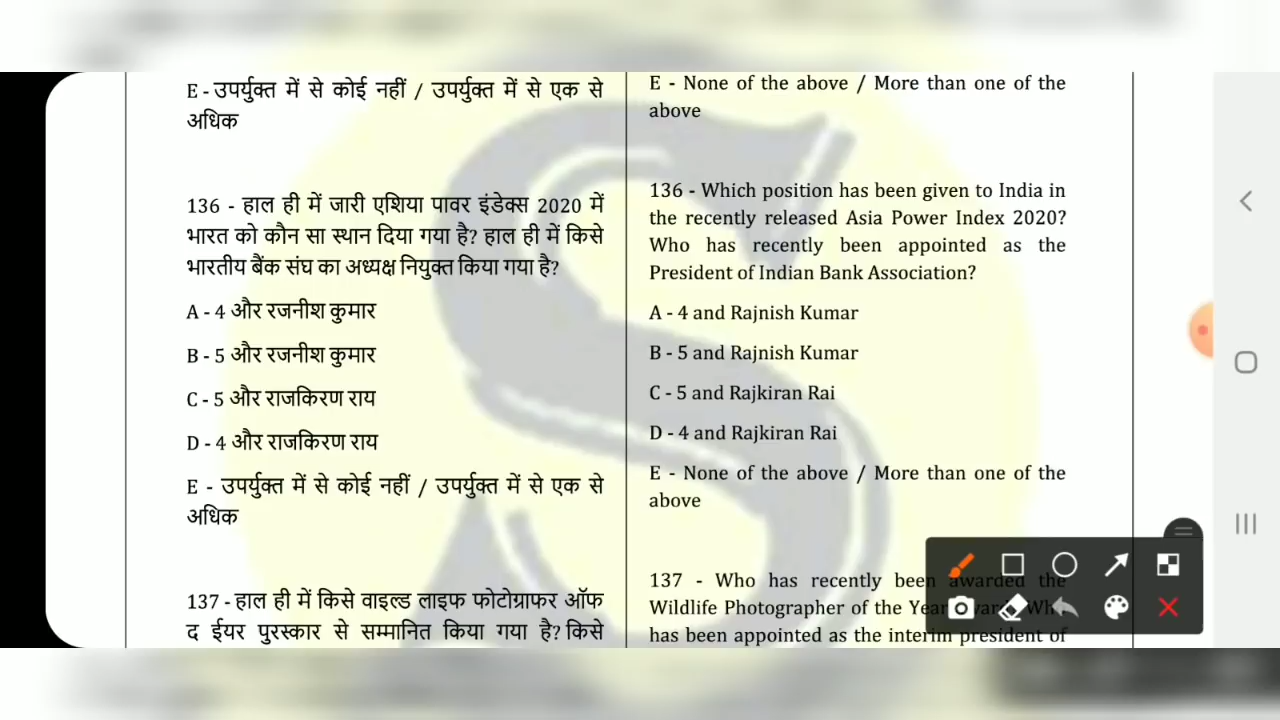 E - उपर्युक्त में से कोई नहीं / उपर्युक्त में से एक से
अधिक
136 - हाल ही में जारी एशिया पावर इंडेक्स 2020 में
भारत को कौन सा स्थान दिया गया है? हाल ही में किसे
भारतीय बैंक संघ का अध्यक्ष नियुक्त किया गया है?
A - 4 और रजनीश कुमार
B - 5 और रजनीश कुमार
C - 5 और राजकिरण राय
D - 4 और राजकिरण राय
E - उपर्युक्त में से कोई नहीं / उपर्युक्त में से एक से
अधिक
137 - हाल ही में किसे वाइल्ड लाइफ फोटोग्राफर ऑफ
द ईयर पुरस्कार से सम्मानित किया गया है? किसे
E - None of the above / More than one of the
above
136 - Which position has been given to India in
the recently released Asia Power Index 2020?
Who has recently been appointed as the
President of Indian Bank Association?
A - 4 and Rajnish Kumar
B - 5 and Rajnish Kumar
C - 5 and Rajkiran Rai
D - 4 and Rajkiran Rai
E - None of the above / More than one of the
above
137 - Who has recently been awarded the
Wildlife Photographer of the Year
has been appointed as the interim president of